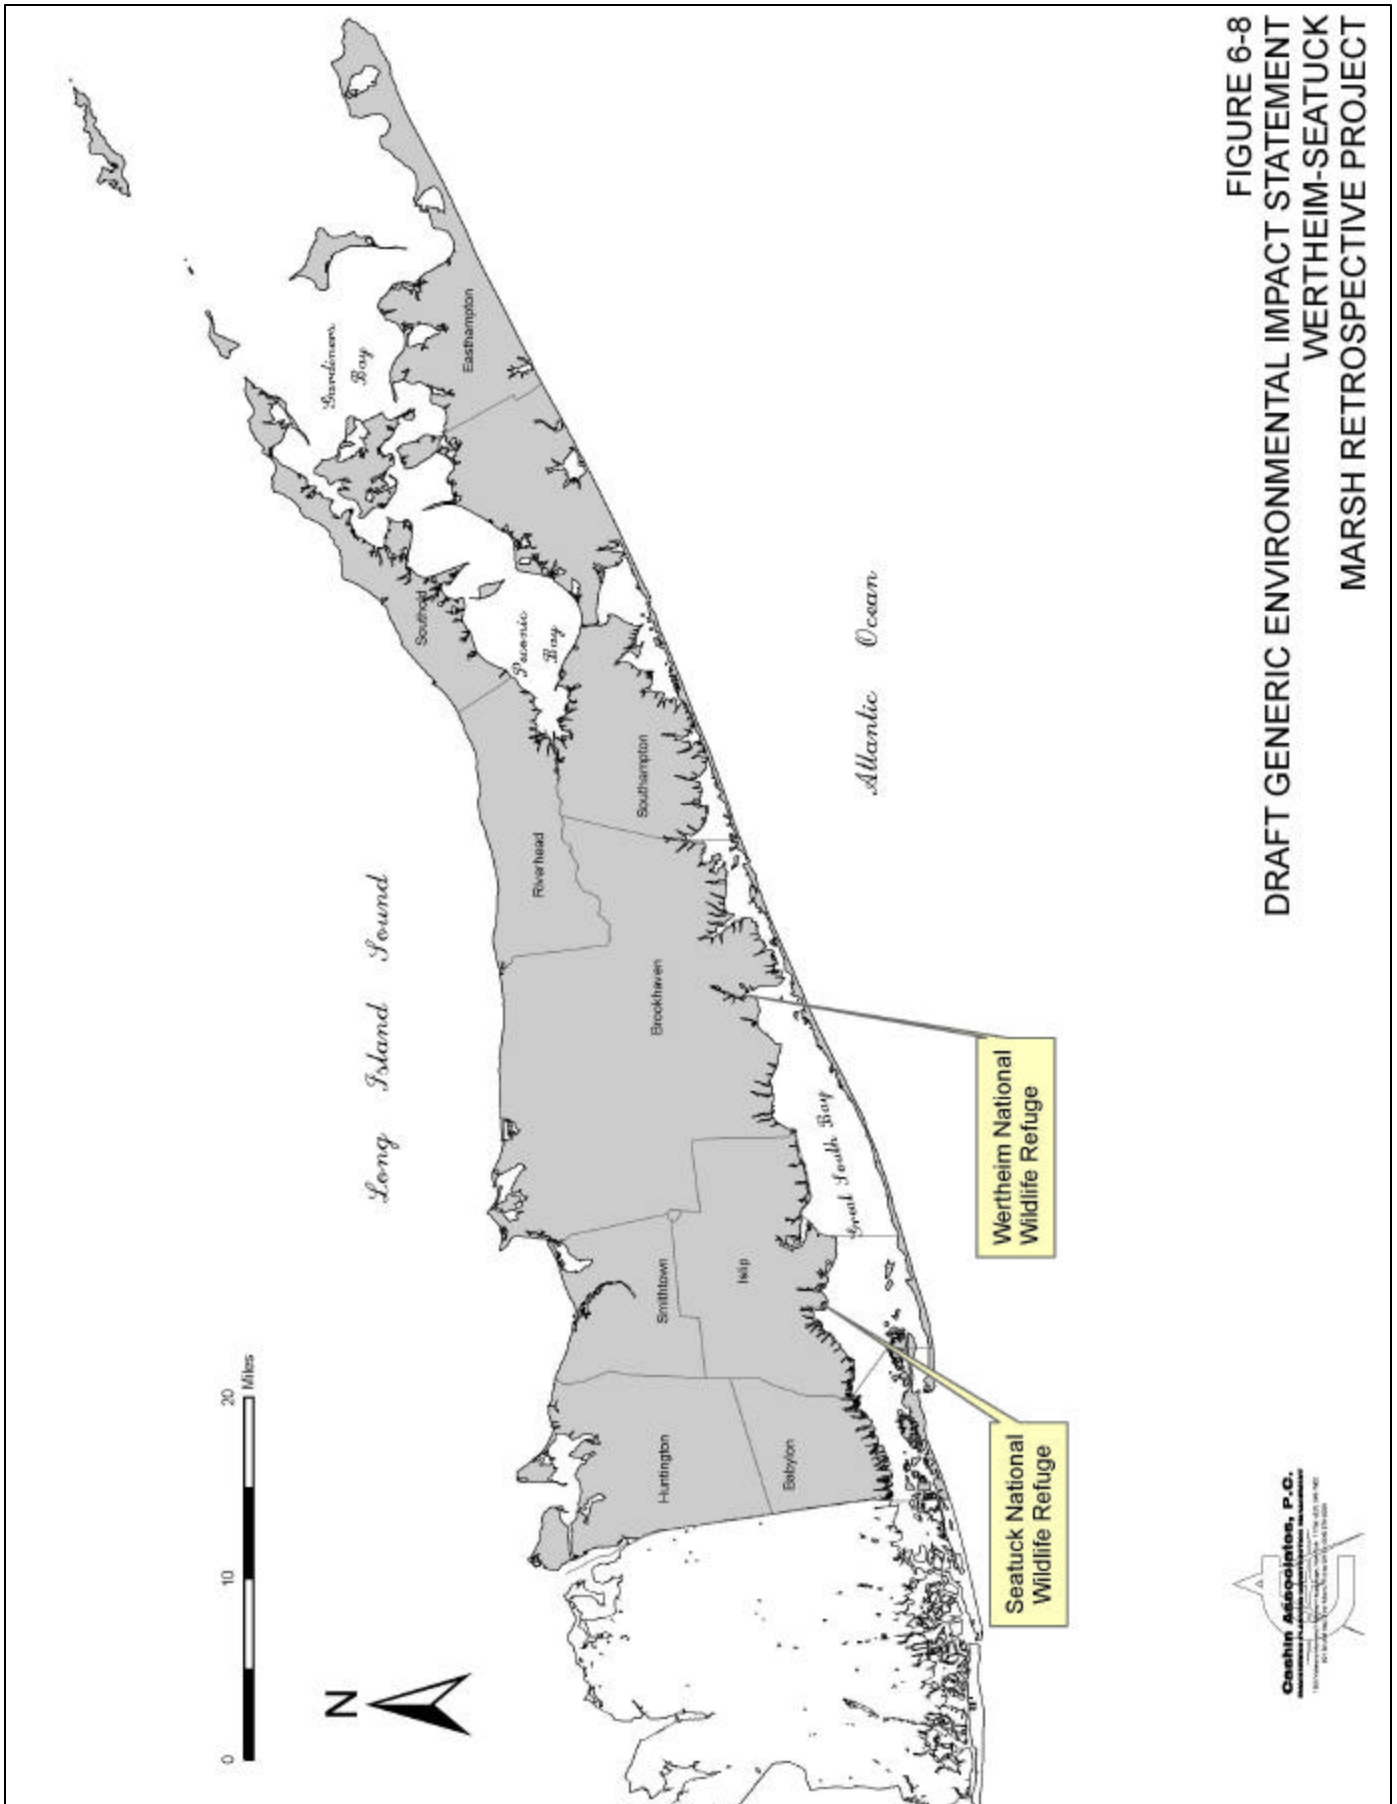 FIGURE 6-8
DRAFT GENERIC ENVIRONMENTAL IMPACT STATEMENT
WERTHEIM-SEATUCK
MARSH RETROSPECTIVE PROJECT
N
0
10
20
Miles
Long Island Sound
Gardiners
Bay
Peconic
Bay
Great South Bay
Atlantic Ocean
Huntington
Babylon
Smithtown
Islip
Brookhaven
Riverhead
Southampton
Southold
Easthampton
Seatuck National
Wildlife Refuge
Wertheim National
Wildlife Refuge
Cashin Associates, P.C.